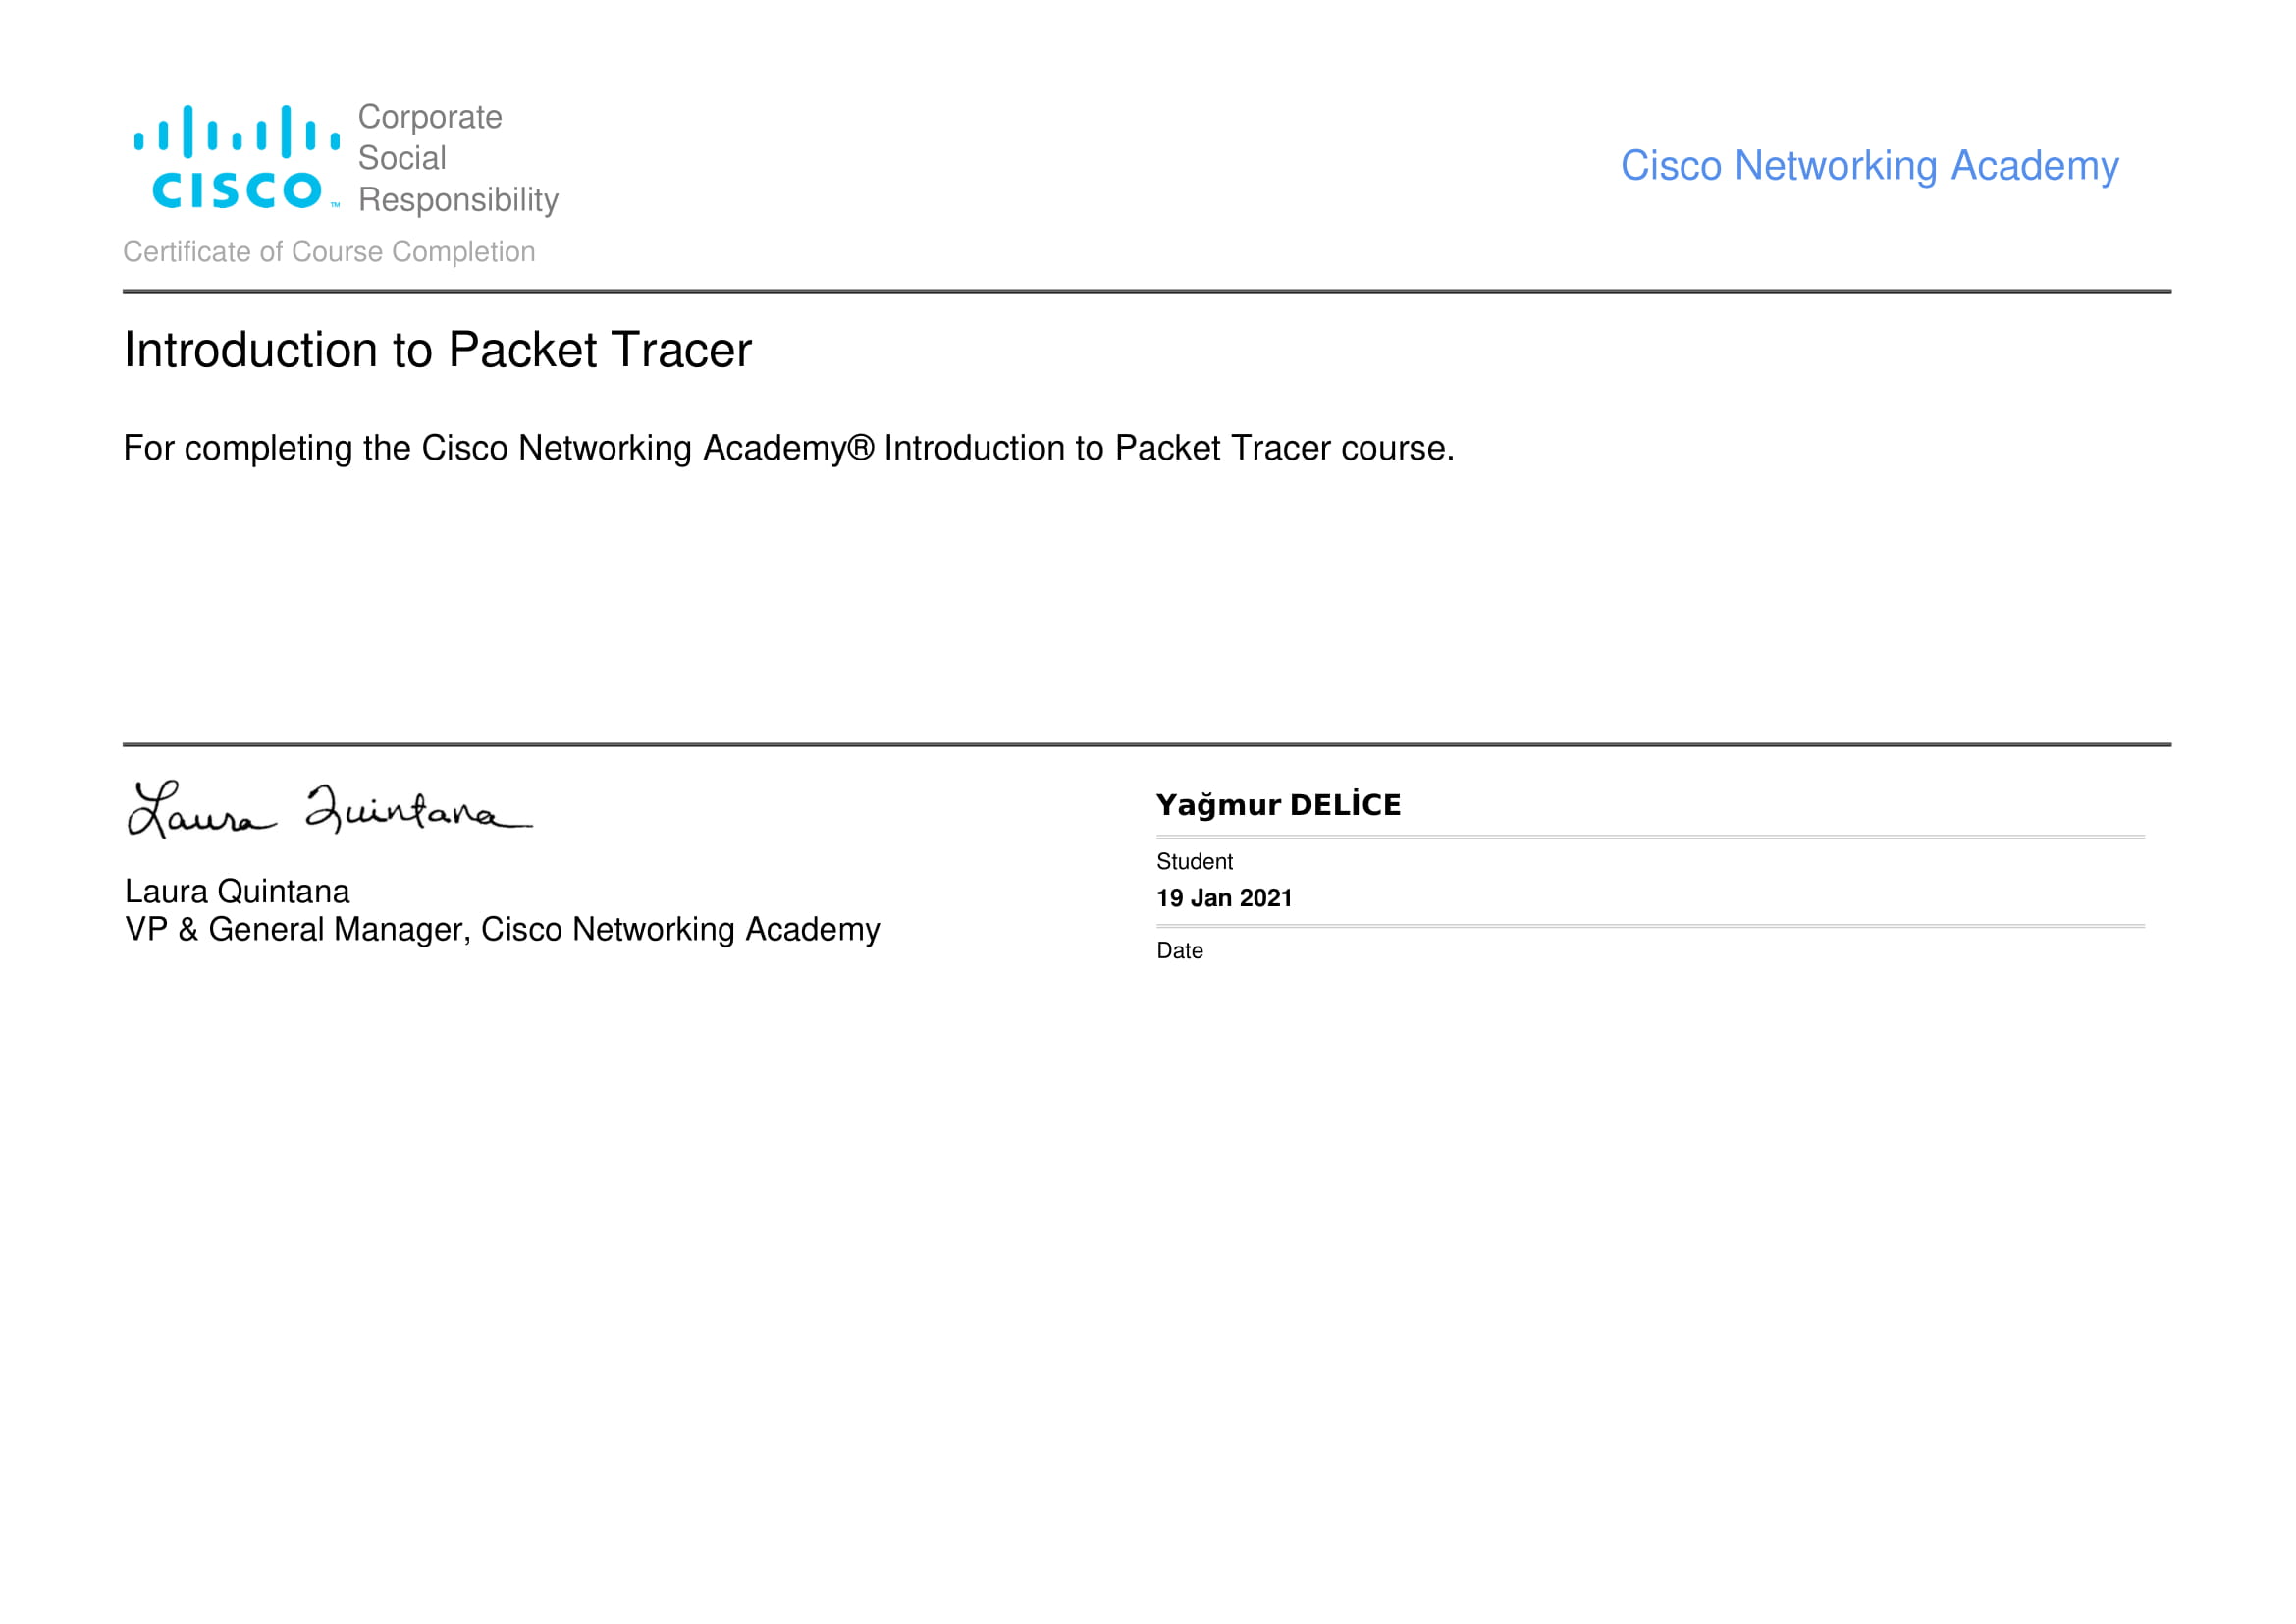 Corporate
Social
Responsibility
CISCO™
Cisco Networking Academy
Certificate of Course Completion
Introduction to Packet Tracer
For completing the Cisco Networking Academy® Introduction to Packet Tracer course.
Laura Quintana
Laura Quintana
VP & General Manager, Cisco Networking Academy
Yağmur DELİCE
Student
19 Jan 2021
Date